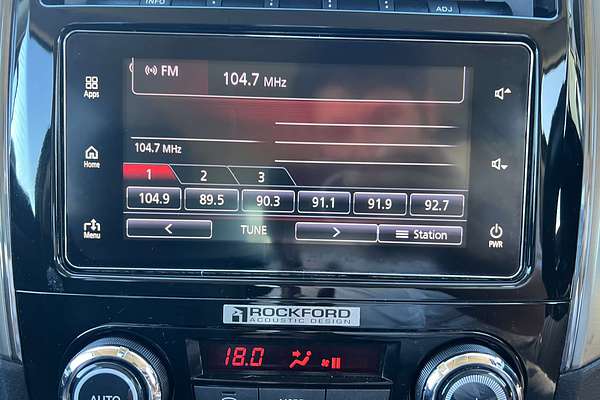 INFO ADJ
FM 104.7 MHz
Apps
104.7 MHz
Home
1 2 3
104.9 89.5 90.3 91.1 91.9 92.7
Menu < TUNE > Station PWR
ROCKFORD
ACOUSTIC DESIGN
18.0
AUTO